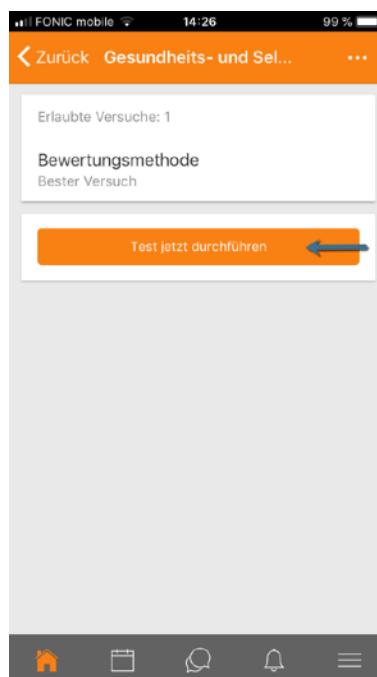 FONIC mobile 14:26 99 %
Zurück Gesundheits- und Sel...
Erlaubte Versuche: 1
Bewertungsmethode
Bester Versuch
Test jetzt durchführen